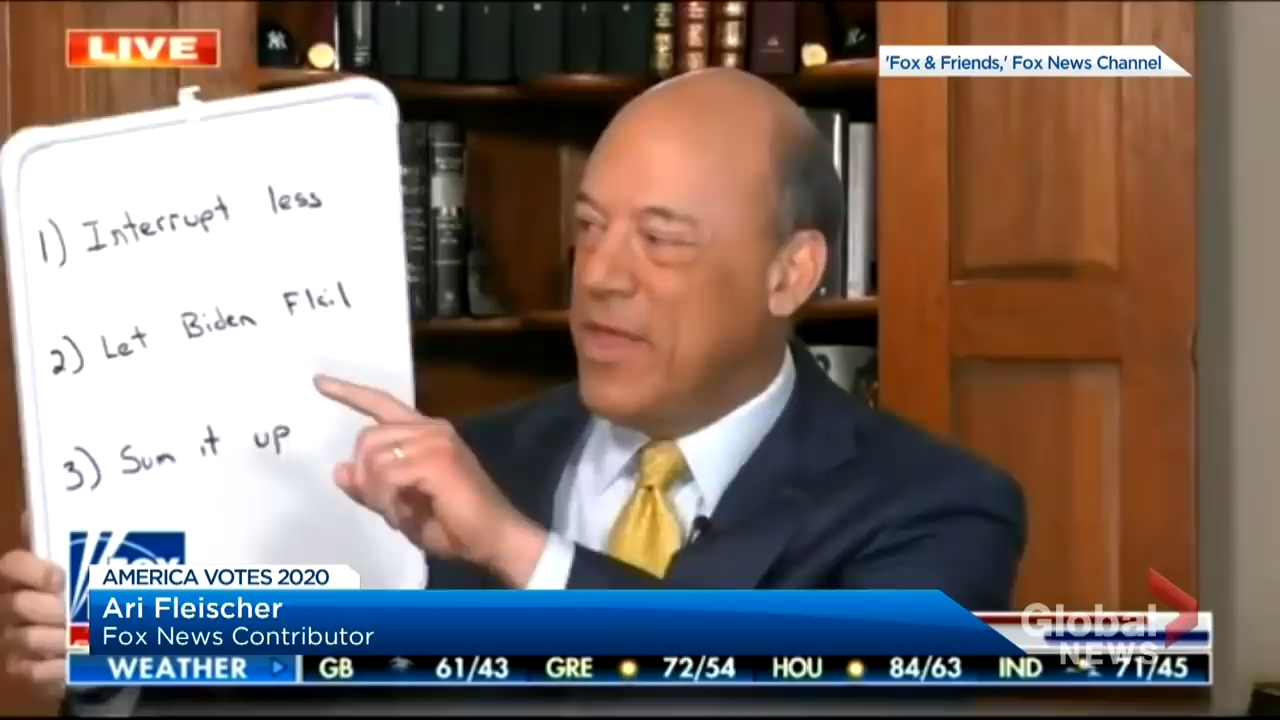 LIVE
'Fox & Friends,' Fox News Channel
1) Interrupt less
2) Let Biden Flail
3) Sum it up
FOX
AMERICA VOTES 2020
Ari Fleischer
Fox News Contributor
Global
NEWS
WEATHER GB 61/43 GRE 72/54 HOU 84/63 IND 71/45